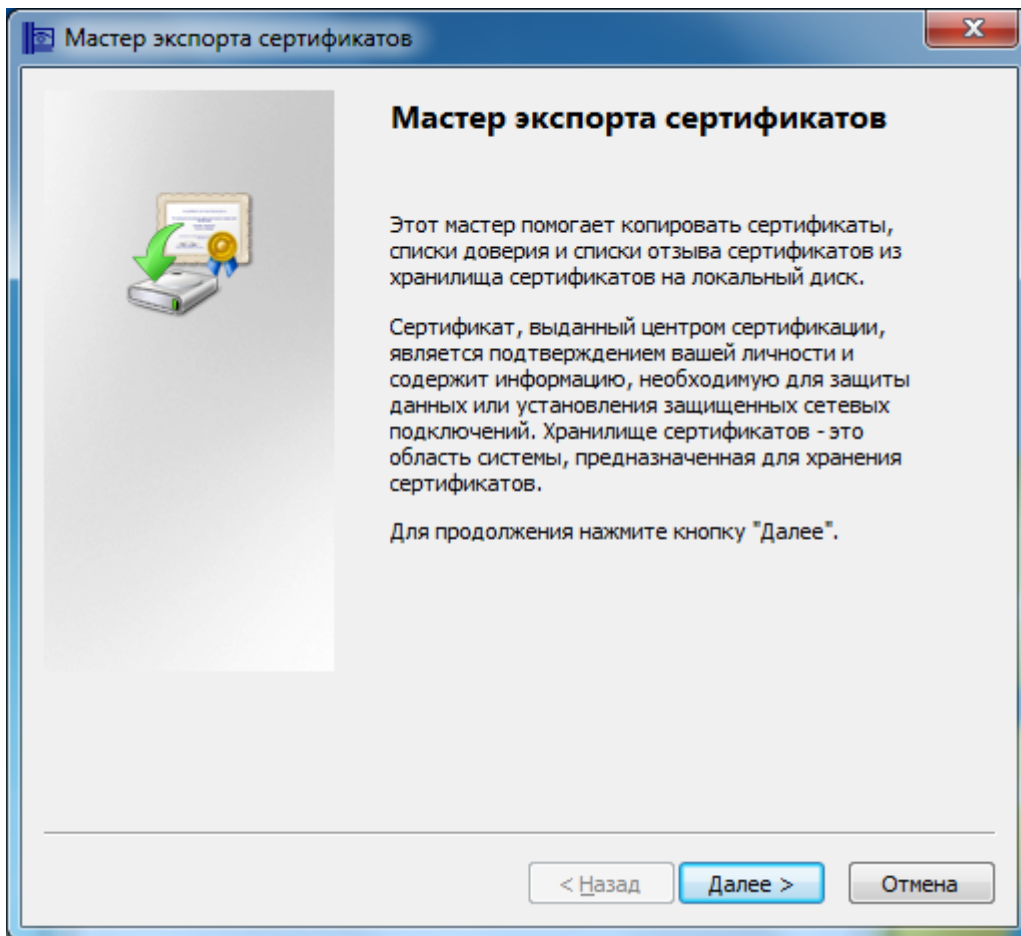 Мастер экспорта сертификатов
Мастер экспорта сертификатов
Этот мастер помогает копировать сертификаты,
списки доверия и списки отзыва сертификатов из
хранилища сертификатов на локальный диск.
Сертификат, выданный центром сертификации,
является подтверждением вашей личности и
содержит информацию, необходимую для защиты
данных или установления защищенных сетевых
подключений. Хранилище сертификатов - это
область системы, предназначенная для хранения
сертификатов.
Для продолжения нажмите кнопку "Далее".
< Назад Далее > Отмена